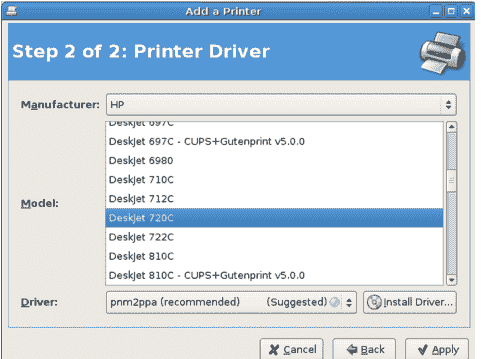 Add a Printer
Step 2 of 2: Printer Driver
Manufacturer: HP
DeskJet 697C
DeskJet 697C - CUPS+Gutenprint v5.0.0
DeskJet 6980
DeskJet 710C
DeskJet 712C
Model:
DeskJet 720C
DeskJet 722C
DeskJet 810C
DeskJet 810C - CUPS+Gutenprint v5.0.0
Driver: pnm2ppa (recommended) (Suggested) Install Driver...
Cancel Back Apply